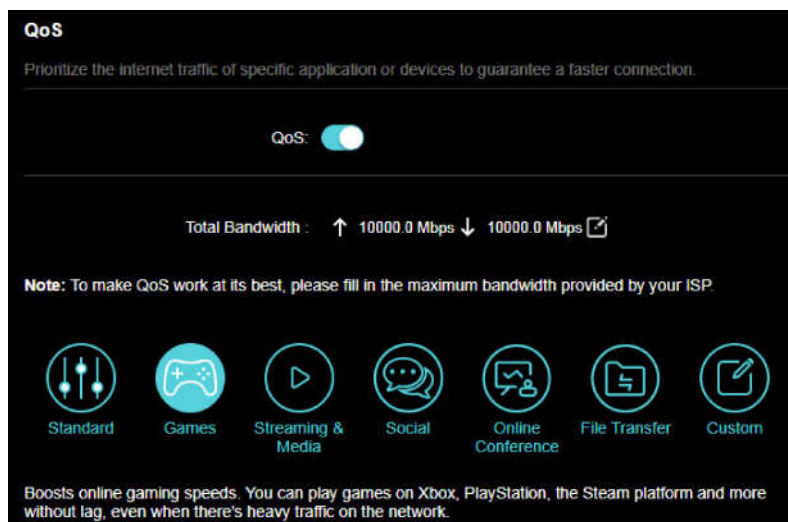 QoS
Prioritize the internet traffic of specific application or devices to guarantee a faster connection.
QoS:
Total Bandwidth : ↑ 10000.0 Mbps ↓ 10000.0 Mbps
Note: To make QoS work at its best, please fill in the maximum bandwidth provided by your ISP.
Standard
Games
Streaming &
Media
Social
Online
Conference
File Transfer
Custom
Boosts online gaming speeds. You can play games on Xbox, PlayStation, the Steam platform and more
without lag, even when there's heavy traffic on the network.